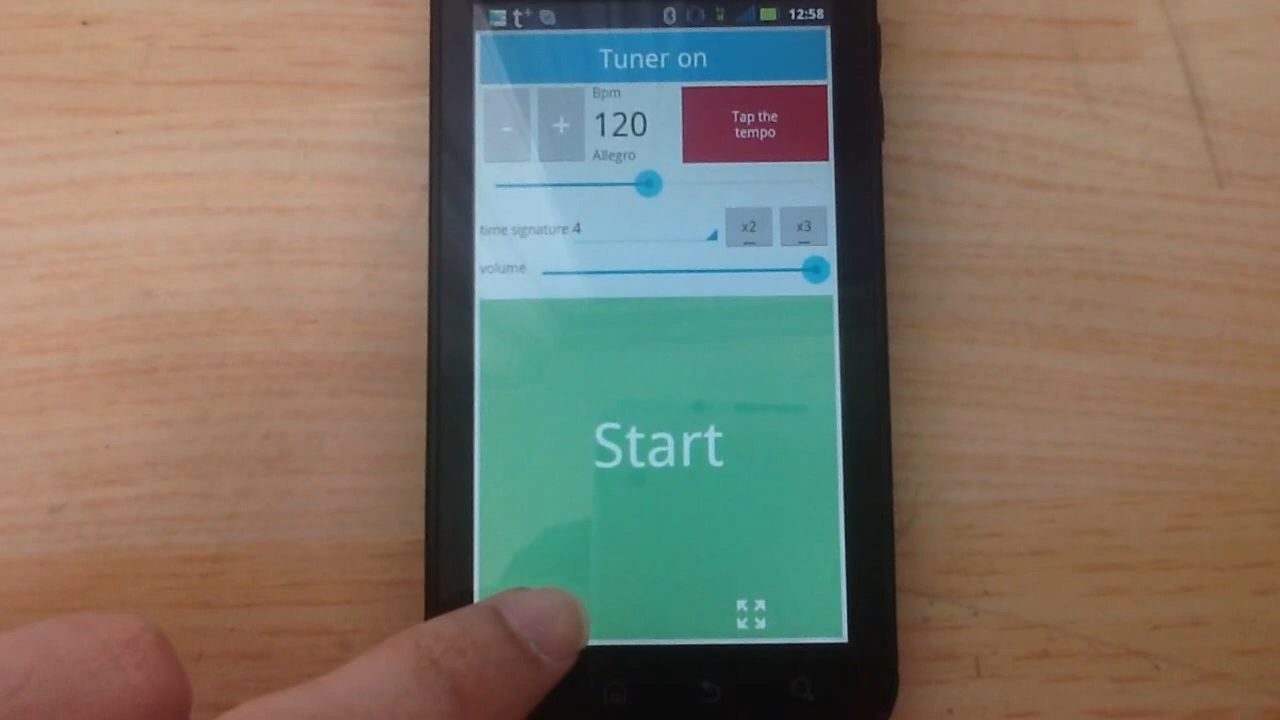 t+ 12:58
Tuner on
Bpm
- + 120
Allegro
Tap the
tempo
time signature 4 x2 x3
volume
Start